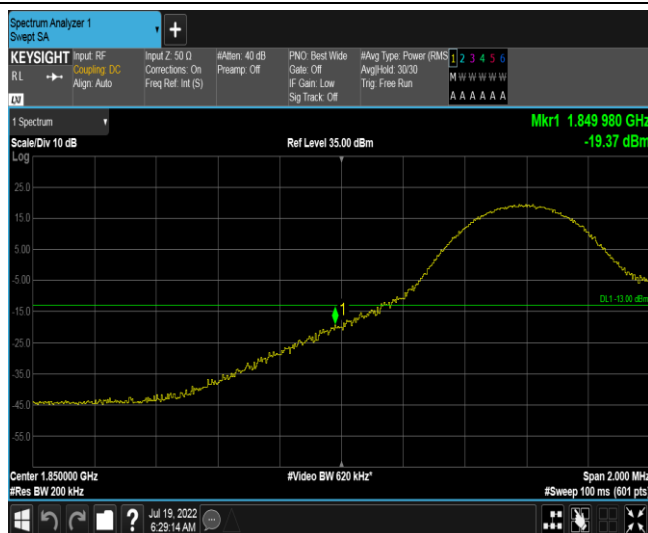 Spectrum Analyzer 1
Swept SA
+
KEYSIGHT Input: RF Input Z: 50 Ω #Atten: 40 dB PNO: Best Wide #Avg Type: Power (RMS 1 2 3 4 5 6
RL Coupling: DC Corrections: On Preamp: Off Gate: Off Avg|Hold: 30/30 M W W W W W
Align: Auto Freq Ref: Int (S) IF Gain: Low Trig: Free Run
Sig Track: Off A A A A A A
LXI
1 Spectrum Mkr1 1.849 980 GHz
Scale/Div 10 dB Ref Level 35.00 dBm -19.37 dBm
Log
25.0
15.0
5.00
-5.00
DL1 -13.00 dBm
1
-15.0
-25.0
-35.0
-45.0
-55.0
Center 1.850000 GHz #Video BW 620 kHz* Span 2.000 MHz
#Res BW 200 kHz #Sweep 100 ms (601 pts)
? Jul 19, 2022
6:29:14 AM